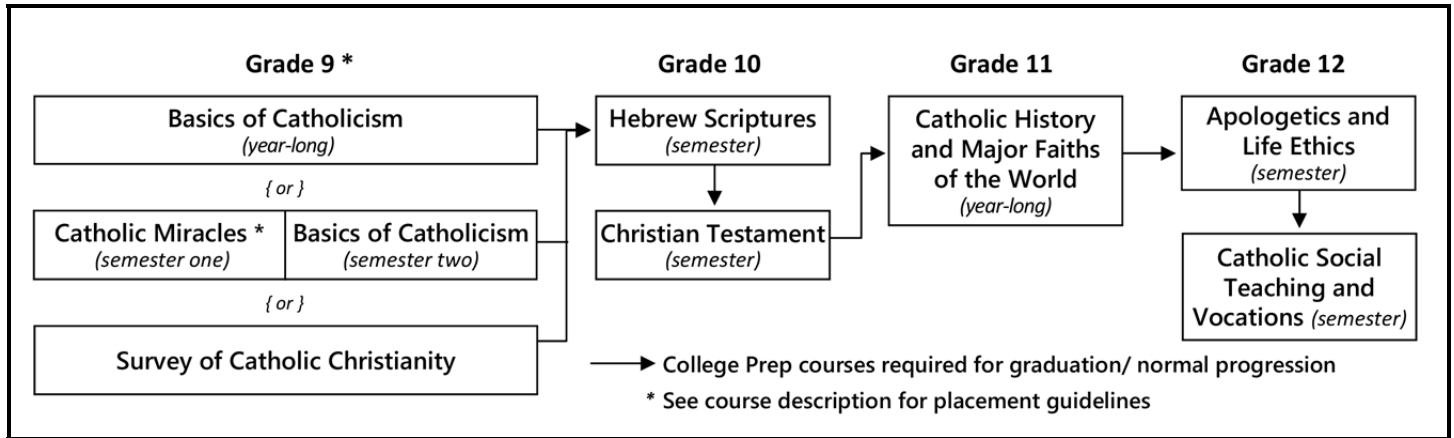 Grade 9 *
Basics of Catholicism
(year-long)
{ or }
Catholic Miracles *
(semester one)
Basics of Catholicism
(semester two)
{ or }
Survey of Catholic Christianity
Grade 10
Hebrew Scriptures
(semester)
Christian Testament
(semester)
Grade 11
Catholic History
and Major Faiths
of the World
(year-long)
Grade 12
Apologetics and
Life Ethics
(semester)
Catholic Social
Teaching and
Vocations (semester)
College Prep courses required for graduation/ normal progression
* See course description for placement guidelines